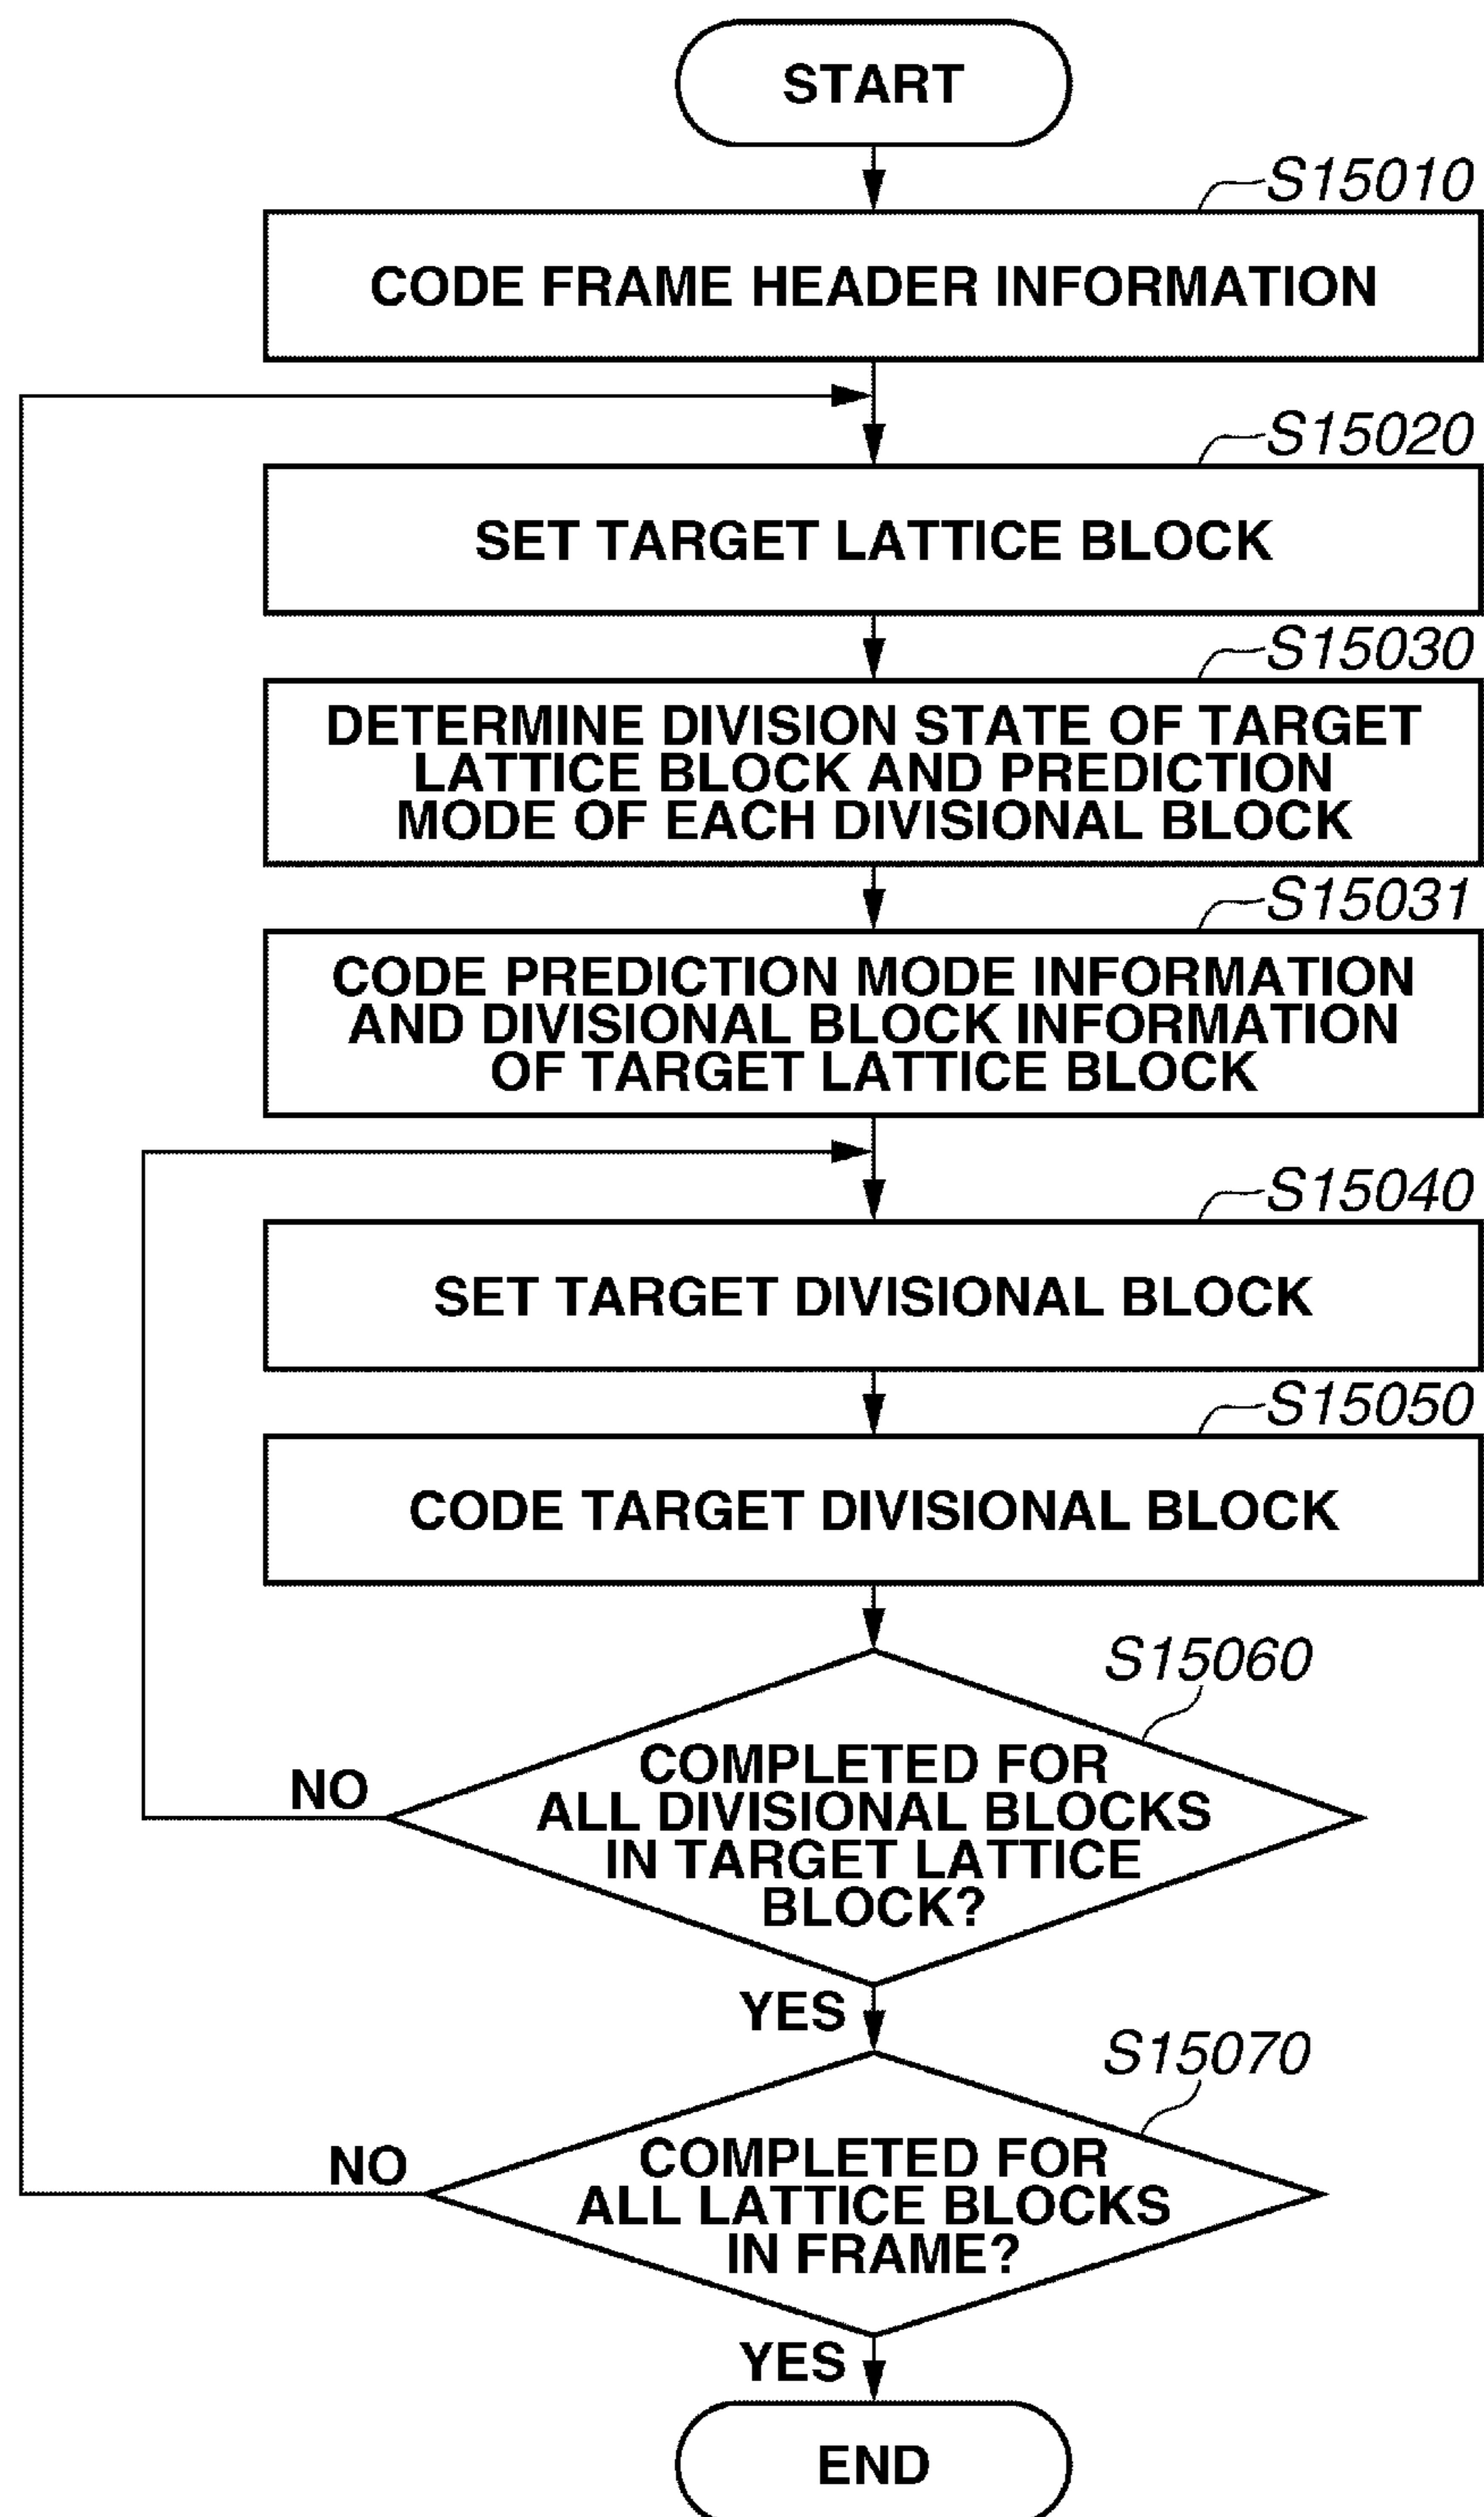 START
S15010
CODE FRAME HEADER INFORMATION
S15020
SET TARGET LATTICE BLOCK
S15030
DETERMINE DIVISION STATE OF TARGET
LATTICE BLOCK AND PREDICTION
MODE OF EACH DIVISIONAL BLOCK
S15031
CODE PREDICTION MODE INFORMATION
AND DIVISIONAL BLOCK INFORMATION
OF TARGET LATTICE BLOCK
S15040
SET TARGET DIVISIONAL BLOCK
S15050
CODE TARGET DIVISIONAL BLOCK
S15060
COMPLETED FOR
ALL DIVISIONAL BLOCKS
IN TARGET LATTICE
BLOCK?
NO
YES
S15070
COMPLETED FOR
ALL LATTICE BLOCKS
IN FRAME?
NO
YES
END